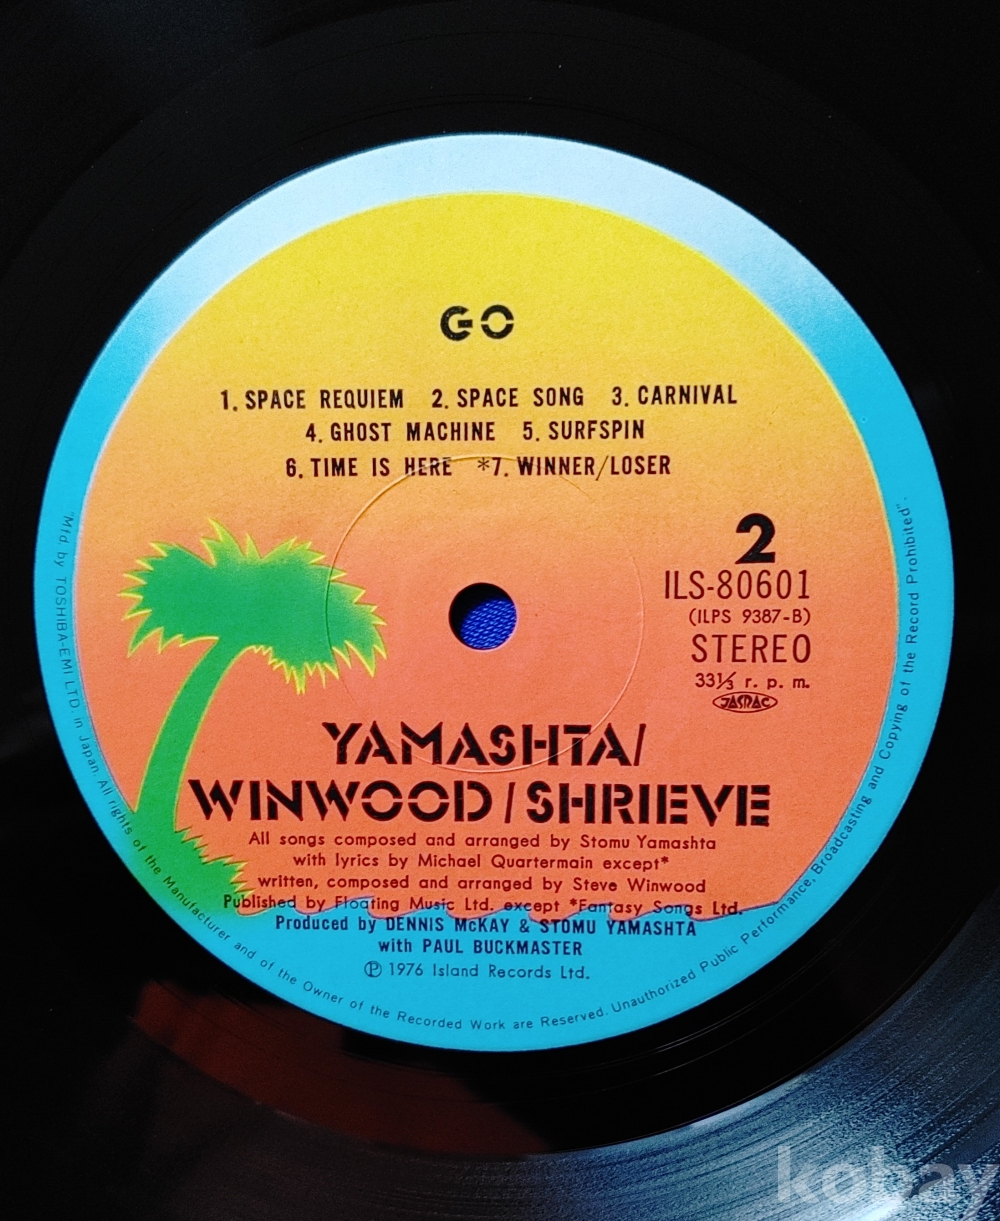 GO
1. SPACE REQUIEM 2. SPACE SONG 3. CARNIVAL
4. GHOST MACHINE 5. SURFSPIN
6. TIME IS HERE *7. WINNER/LOSER
2
ILS-80601
(ILPS 9387-B)
STEREO
33⅓ r. p. m.
JASRAC
YAMASHTA/
WINWOOD/SHRIEVE
All songs composed and arranged by Stomu Yamashta
with lyrics by Michael Quartermain except*
written, composed and arranged by Steve Winwood
Published by Floating Music Ltd. except *Fantasy Songs Ltd.
Produced by DENNIS McKAY & STOMU YAMASHTA
with PAUL BUCKMASTER
Ⓟ 1976 Island Records Ltd.
"Mfd. by TOSHIBA-EMI LTD. in Japan. All rights of the Manufacturer and of the Owner of the Recorded Work are Reserved. Unauthorized Public Performance, Broadcasting and Copying of the Record Prohibited".
kobay